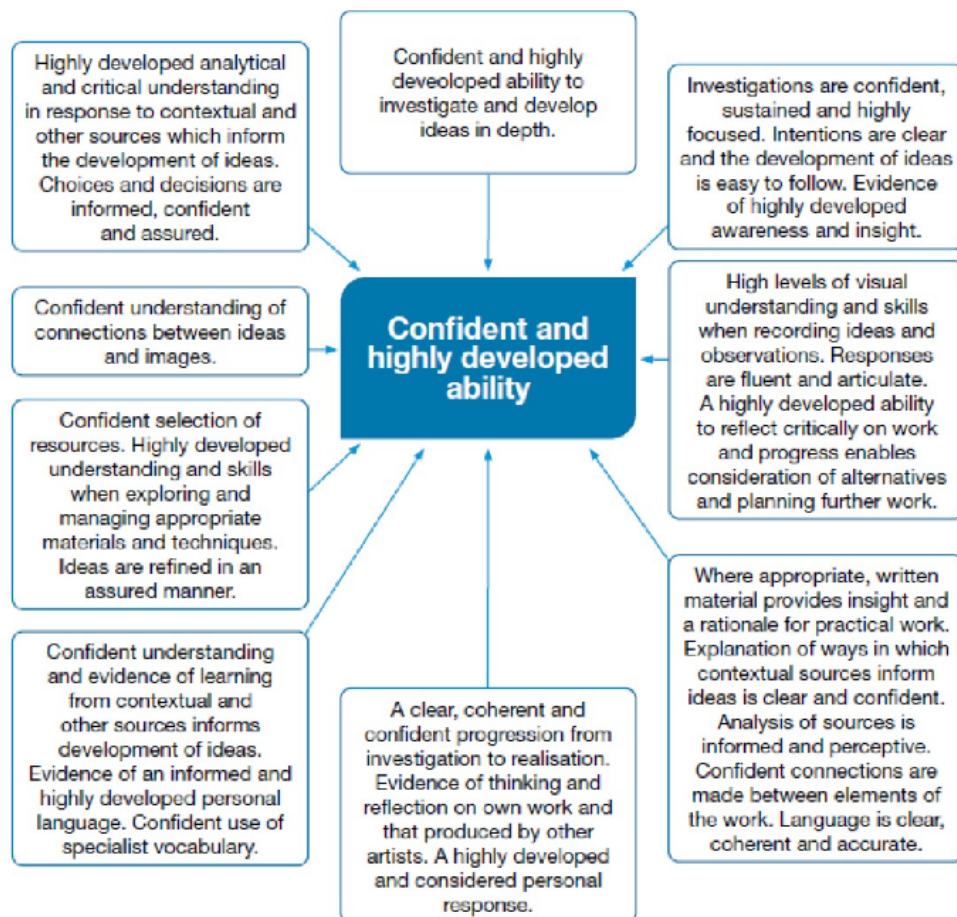 Highly developed analytical
and critical understanding
in response to contextual and
other sources which inform
the development of ideas.
Choices and decisions are
informed, confident
and assured.
Confident and highly
deveoloped ability to
investigate and develop
ideas in depth.
Investigations are confident,
sustained and highly
focused. Intentions are clear
and the development of ideas
is easy to follow. Evidence
of highly developed
awareness and insight.
Confident understanding of
connections between ideas
and images.
Confident and
highly developed
ability
High levels of visual
understanding and skills
when recording ideas and
observations. Responses
are fluent and articulate.
A highly developed ability
to reflect critically on work
and progress enables
consideration of alternatives
and planning further work.
Confident selection of
resources. Highly developed
understanding and skills
when exploring and
managing appropriate
materials and techniques.
Ideas are refined in an
assured manner.
Confident understanding
and evidence of learning
from contextual and
other sources informs
development of ideas.
Evidence of an informed and
highly developed personal
language. Confident use of
specialist vocabulary.
A clear, coherent and
confident progression from
investigation to realisation.
Evidence of thinking and
reflection on own work and
that produced by other
artists. A highly developed
and considered personal
response.
Where appropriate, written
material provides insight and
a rationale for practical work.
Explanation of ways in which
contextual sources inform
ideas is clear and confident.
Analysis of sources is
informed and perceptive.
Confident connections are
made between elements of
the work. Language is clear,
coherent and accurate.